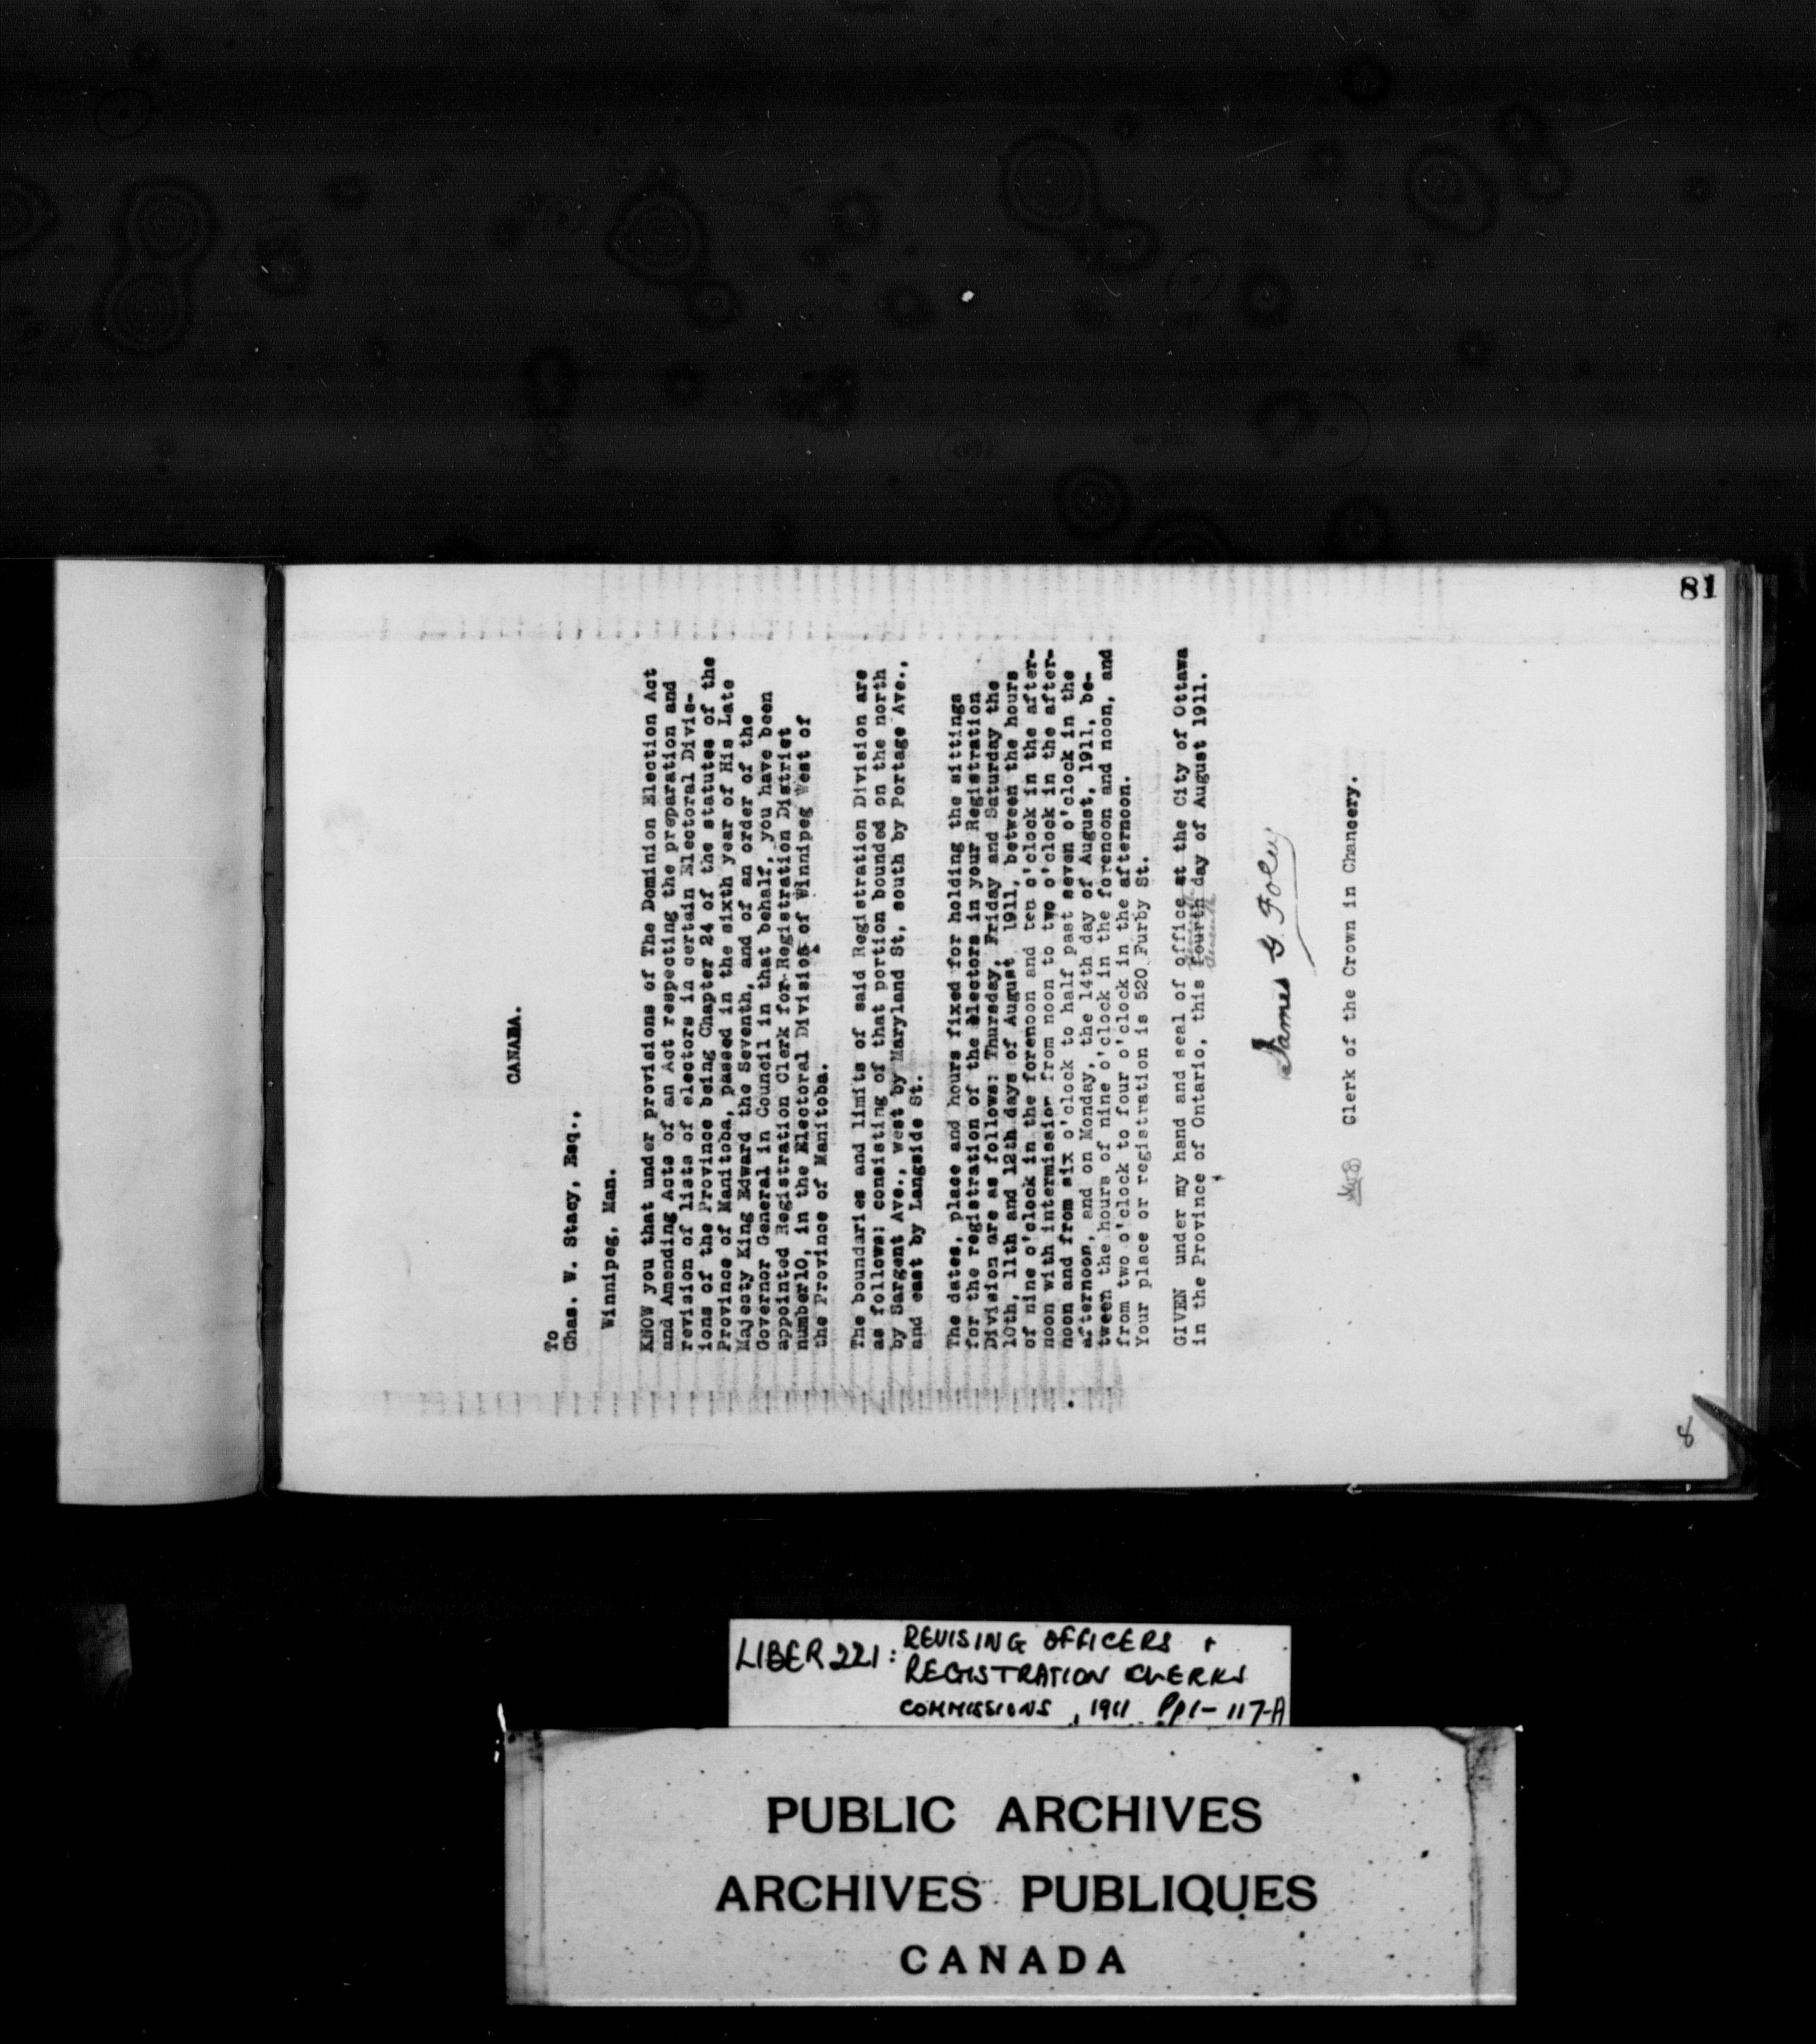 81
CANADA.
To
Chas. W. Stacy, Esq.,
Winnipeg, Man.
KNOW you that under provisions of The Dominion Election Act
and Amending Acts of an Act respecting the preparation and
revision of lists of electors in certain Electoral Divis-
ions of the Province being Chapter 24 of the statutes of the
Province of Manitoba, passed in the sixth year of His Late
Majesty King Edward the Seventh, and of an order of the
Governor General in Council in that behalf, you have been
appointed Registration Clerk for Registration District
number10, in the Electoral Division of Winnipeg West of
the Province of Manitoba.
The boundaries and limits of said Registration Division are
as follows: consisting of that portion bounded on the north
by Sargent Ave., west by Maryland St, south by Portage Ave.,
and east by Langside St.
The dates, place and hours fixed for holding the sittings
for the registration of the electors in your Registration
Division are as follows: Thursday, Friday and Saturday the
10th, 11th and 12th days of August 1911, between the hours
of nine o'clock in the forenoon and ten o'clock in the after-
noon with intermission from noon to two o'clock in the after-
noon and from six o'clock to half past seven o'clock in the
afternoon, and on Monday, the 14th day of August, 1911, be-
tween the hours of nine o'clock in the forenoon and noon, and
from two o'clock to four o'clock in the afternoon.
Your place or registration is 520 Furby St.
GIVEN under my hand and seal of office at the City of Ottawa
in the Province of Ontario, this fourth day of August 1911.
James G. Foley
Clerk of the Crown in Chancery.
8
LIBER 221: REVISING OFFICERS +
REGISTRATION CLERKS
COMMISSIONS, 1911 Pp 1-117-A
PUBLIC ARCHIVES
ARCHIVES PUBLIQUES
CANADA